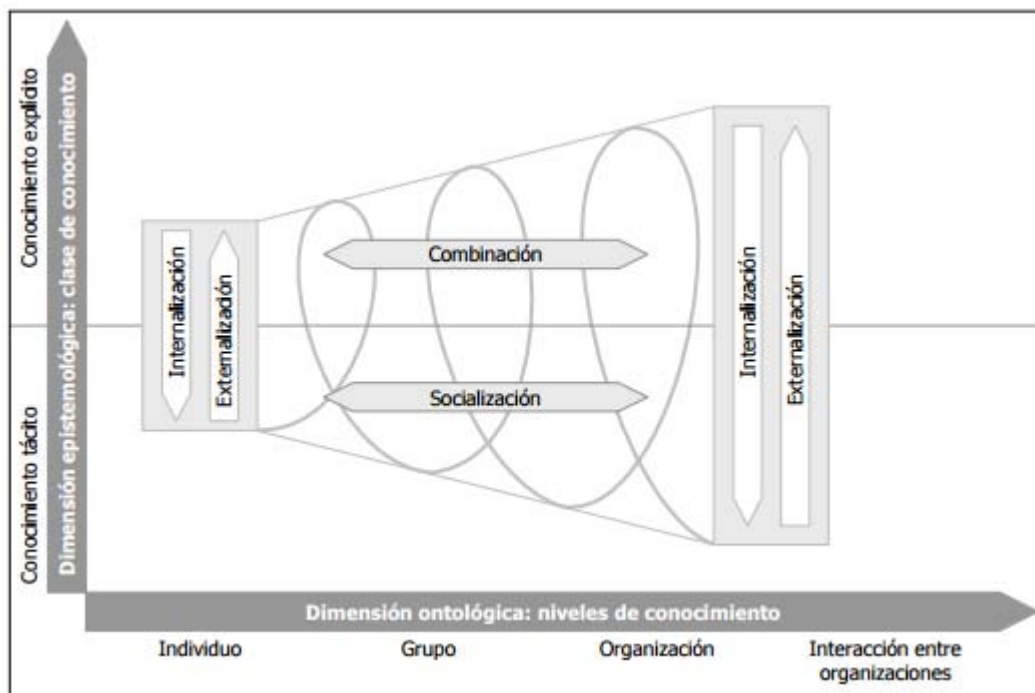 Conocimiento explícito
Conocimiento tácito
Dimensión epistemológica: clase de conocimiento
Internalización
Externalización
Combinación
Socialización
Internalización
Externalización
Dimensión ontológica: niveles de conocimiento
Individuo
Grupo
Organización
Interacción entre
organizaciones